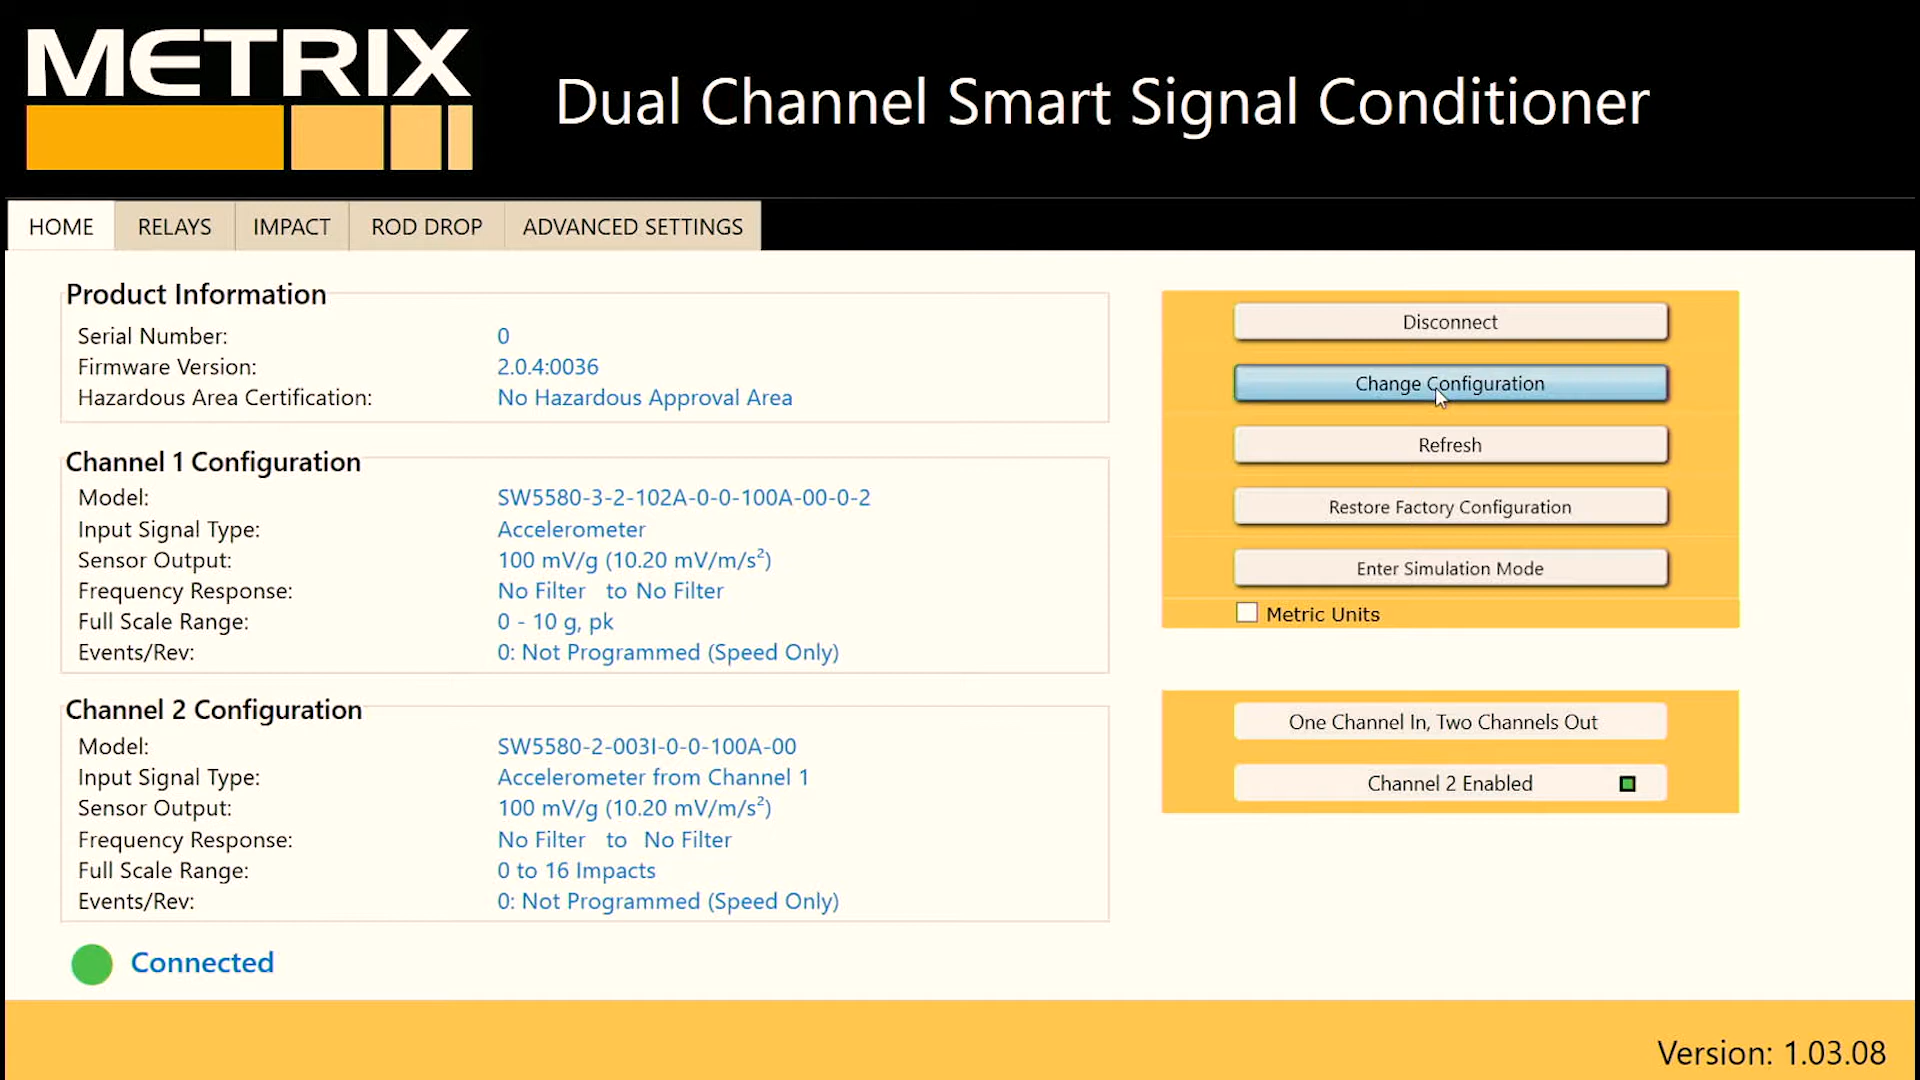 METRIX
Dual Channel Smart Signal Conditioner
HOME RELAYS IMPACT ROD DROP ADVANCED SETTINGS
Product Information
Serial Number: 0
Firmware Version: 2.0.4:0036
Hazardous Area Certification: No Hazardous Approval Area
Channel 1 Configuration
Model: SW5580-3-2-102A-0-0-100A-00-0-2
Input Signal Type: Accelerometer
Sensor Output: 100 mV/g (10.20 mV/m/s²)
Frequency Response: No Filter to No Filter
Full Scale Range: 0 - 10 g, pk
Events/Rev: 0: Not Programmed (Speed Only)
Channel 2 Configuration
Model: SW5580-2-003I-0-0-100A-00
Input Signal Type: Accelerometer from Channel 1
Sensor Output: 100 mV/g (10.20 mV/m/s²)
Frequency Response: No Filter to No Filter
Full Scale Range: 0 to 16 Impacts
Events/Rev: 0: Not Programmed (Speed Only)
Connected
Disconnect
Change Configuration
Refresh
Restore Factory Configuration
Enter Simulation Mode
Metric Units
One Channel In, Two Channels Out
Channel 2 Enabled
Version: 1.03.08